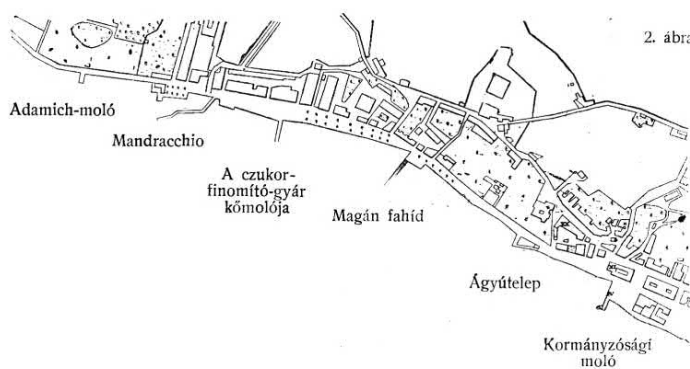 2. ábra
Adamich-moló
Mandracchio
A czukor-
finomító-gyár
kőmolója
Magán fahíd
Ágyútelep
Kormányzósági
moló